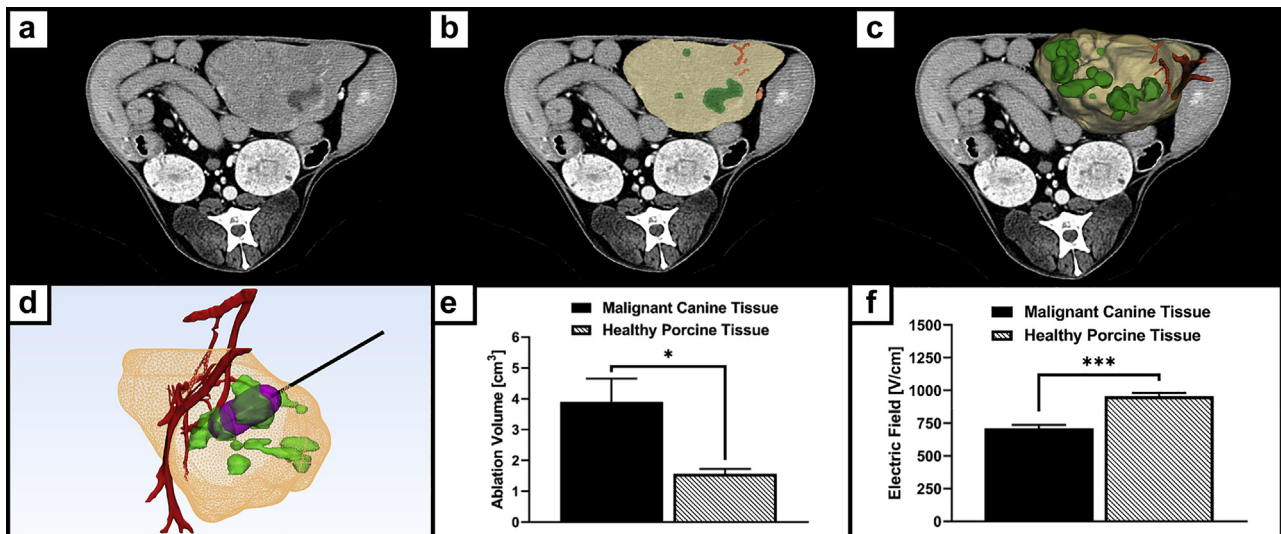 a
b
c
d
e
Malignant Canine Tissue
Healthy Porcine Tissue
Ablation Volume [cm³]
6
5
4
3
2
1
0
*
f
Malignant Canine Tissue
Healthy Porcine Tissue
Electric Field [V/cm]
1500
1250
1000
750
500
250
0
***